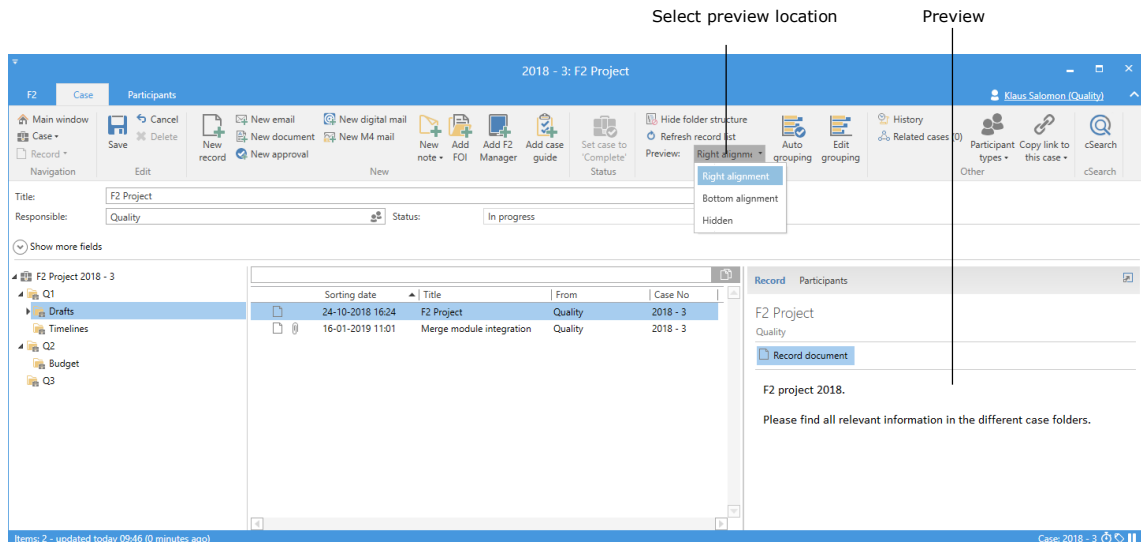 Select preview location
Preview
2018 - 3: F2 Project
F2
Case
Participants
Klaus Salomon (Quality)
Main window
Case
Record
Navigation
Save
Cancel
Delete
Edit
New record
New email
New document
New approval
New digital mail
New M4 mail
New note
Add FOI
Add F2 Manager
Add case guide
New
Set case to 'Complete'
Status
Hide folder structure
Refresh record list
Preview:
Right alignme
Right alignment
Bottom alignment
Hidden
Auto grouping
Edit grouping
History
Related cases (0)
Participant types
Copy link to this case
Other
cSearch
cSearch
Title:
F2 Project
Responsible:
Quality
Status:
In progress
Show more fields
F2 Project 2018 - 3
Q1
Drafts
Timelines
Q2
Budget
Q3
Sorting date
Title
From
Case No
24-10-2018 16:24 F2 Project Quality 2018 - 3
16-01-2019 11:01 Merge module integration Quality 2018 - 3
Record
Participants
F2 Project
Quality
Record document
F2 project 2018.
Please find all relevant information in the different case folders.
Items: 2 - updated today 09:46 (0 minutes ago)
Case: 2018 - 3